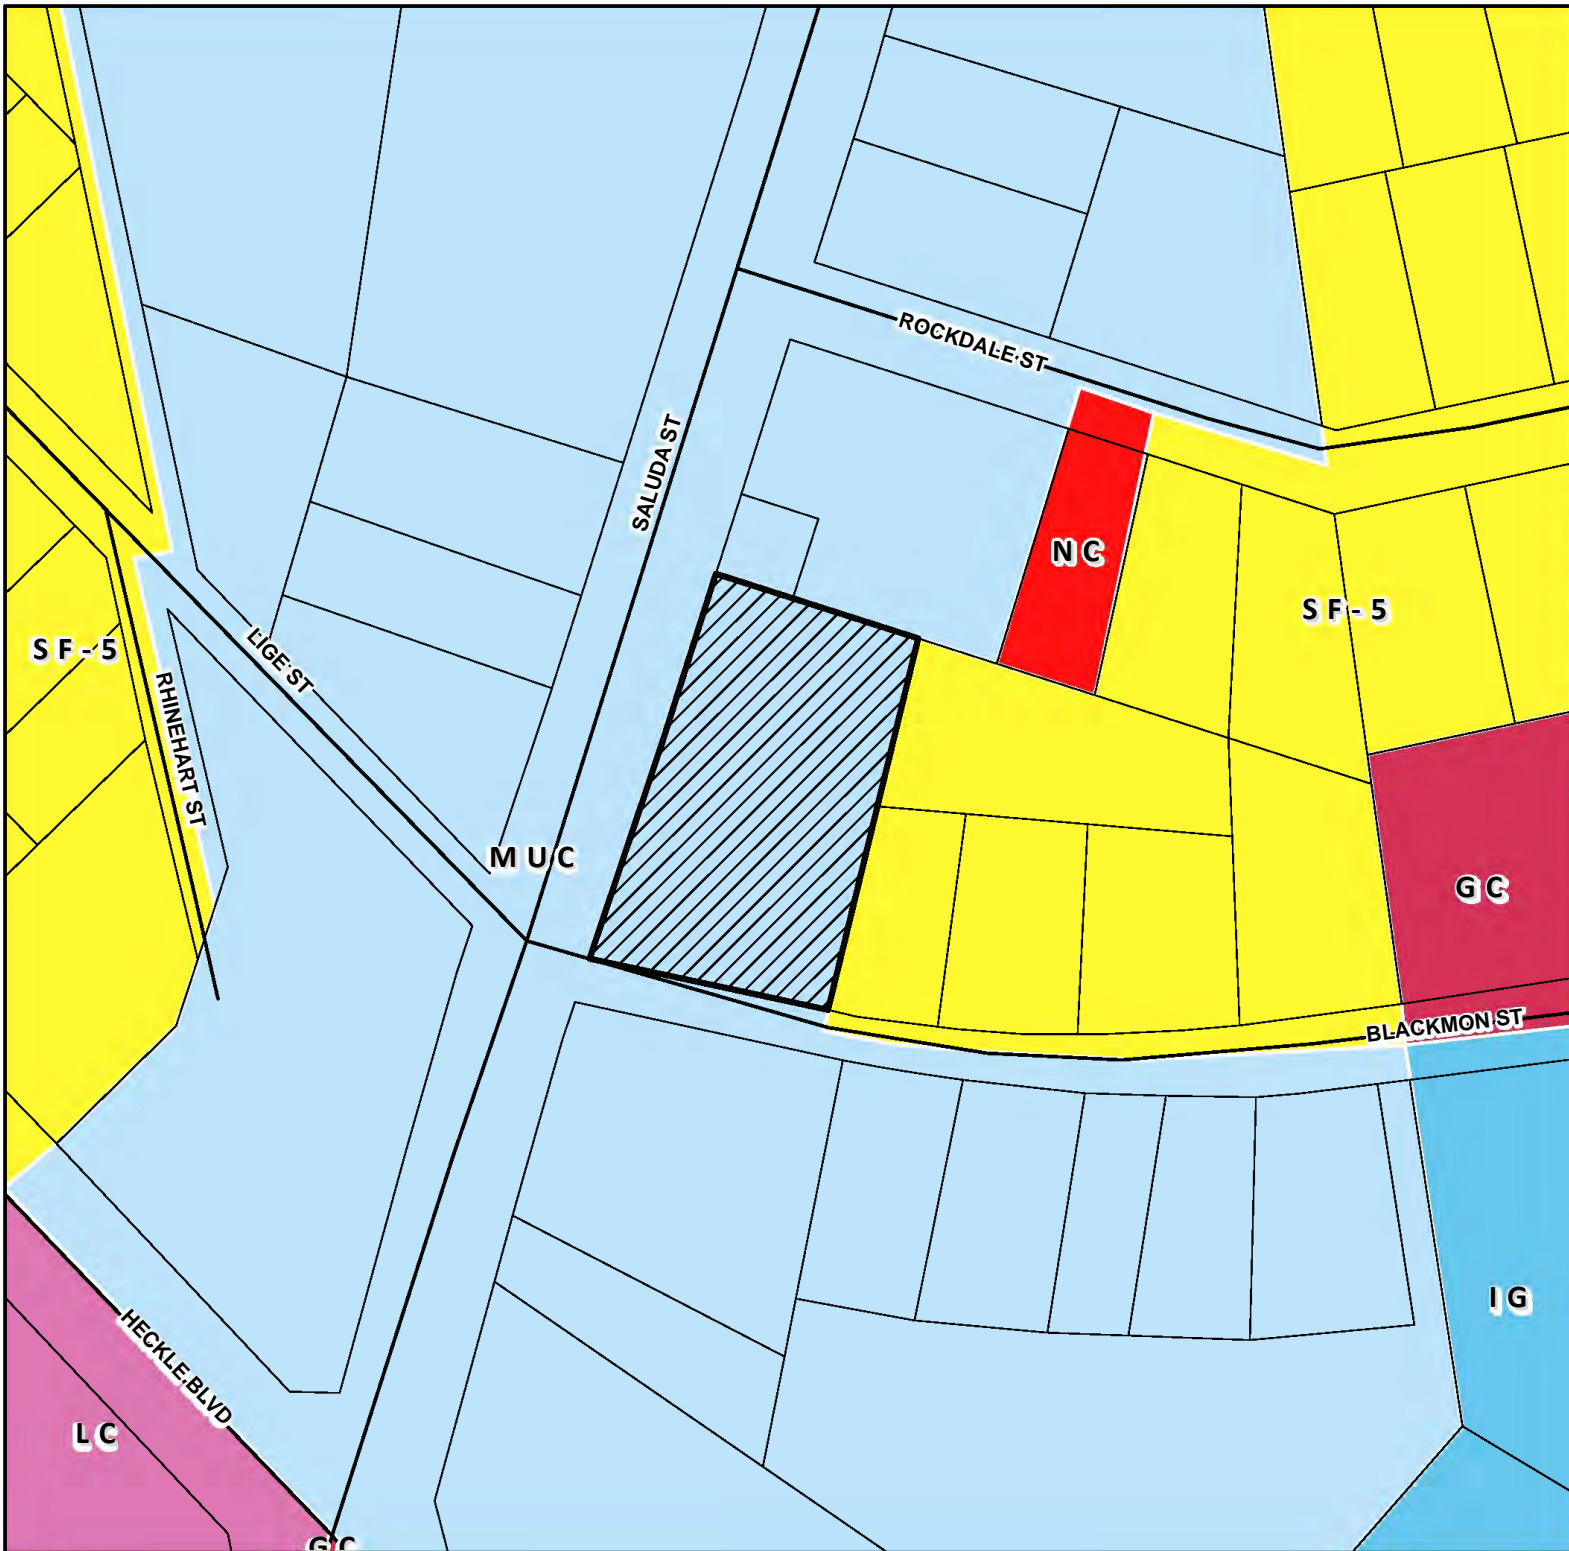 ROCKDALE ST
SALUDA ST
NC
SF-5
SF-5
LIGE ST
RHINEHART ST
MUC
GC
BLACKMON ST
IG
HECKLE BLVD
LC
GC